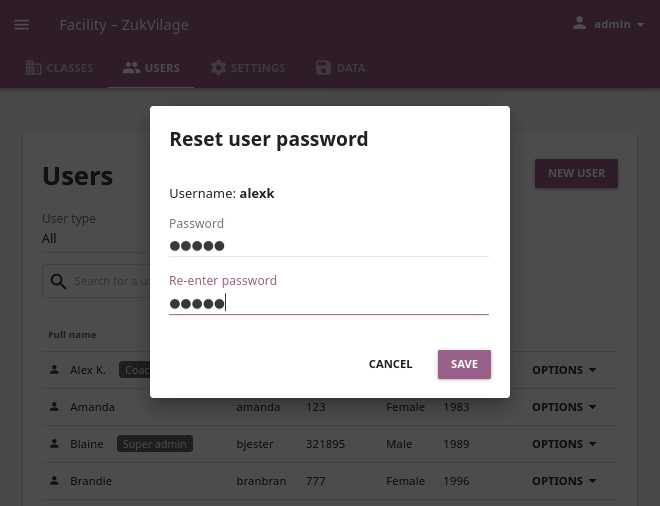 Facility – ZukVilage
admin
CLASSES USERS SETTINGS DATA
Reset user password
Users
NEW USER
Username: alexk
User type
Password
All
●●●●●
Search for a us
Re-enter password
●●●●●
Full name
CANCEL SAVE
Alex K. Coac OPTIONS
Amanda amanda 123 Female 1983 OPTIONS
Blaine Super admin bjester 321895 Male 1989 OPTIONS
Brandie branbran 777 Female 1996 OPTIONS